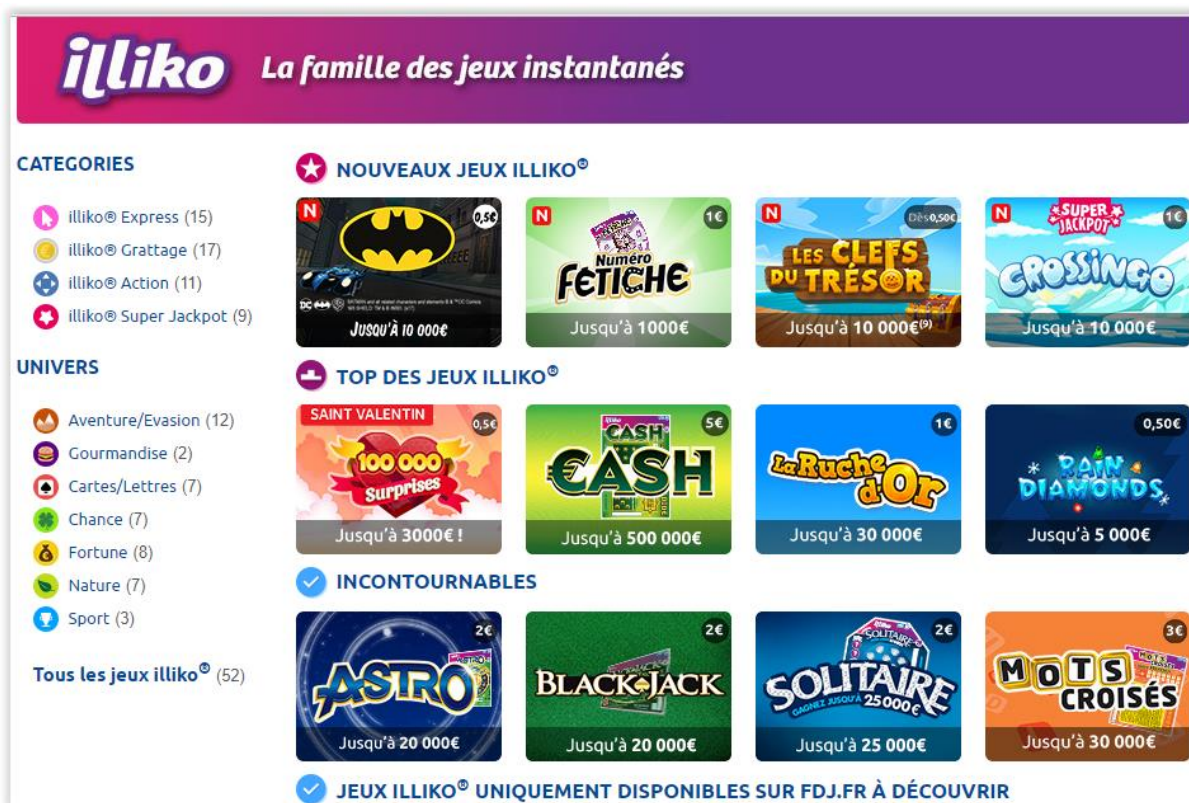 illiko La famille des jeux instantanés
CATEGORIES
illiko® Express (15)
illiko® Grattage (17)
illiko® Action (11)
illiko® Super Jackpot (9)
UNIVERS
Aventure/Evasion (12)
Gourmandise (2)
Cartes/Lettres (7)
Chance (7)
Fortune (8)
Nature (7)
Sport (3)
Tous les jeux illiko® (52)
NOUVEAUX JEUX ILLIKO®
N
0,5€
JUSQU'À 10 000€
N
1€
Numéro
FÉTICHE
Jusqu'à 1000€
N
Dès 0,50€
LES CLEFS
DU TRÉSOR
Jusqu'à 10 000€(9)
N
SUPER
JACKPOT
1€
CROSSINGO
Jusqu'à 10 000€
TOP DES JEUX ILLIKO®
SAINT VALENTIN
0,5€
100 000
Surprises
Jusqu'à 3000€ !
5€
CASH
€ASH
Jusqu'à 500 000€
1€
La Ruche
d'Or
Jusqu'à 30 000€
0,50€
RAIN
DIAMONDS
Jusqu'à 5 000€
INCONTOURNABLES
2€
ASTRO
Jusqu'à 20 000€
2€
BLACK JACK
Jusqu'à 20 000€
2€
SOLITAIRE
SOLITAIRE
GAGNEZ JUSQU'À 25 000€
Jusqu'à 25 000€
3€
MOTS
CROISÉS
Jusqu'à 30 000€
JEUX ILLIKO® UNIQUEMENT DISPONIBLES SUR FDJ.FR À DÉCOUVRIR